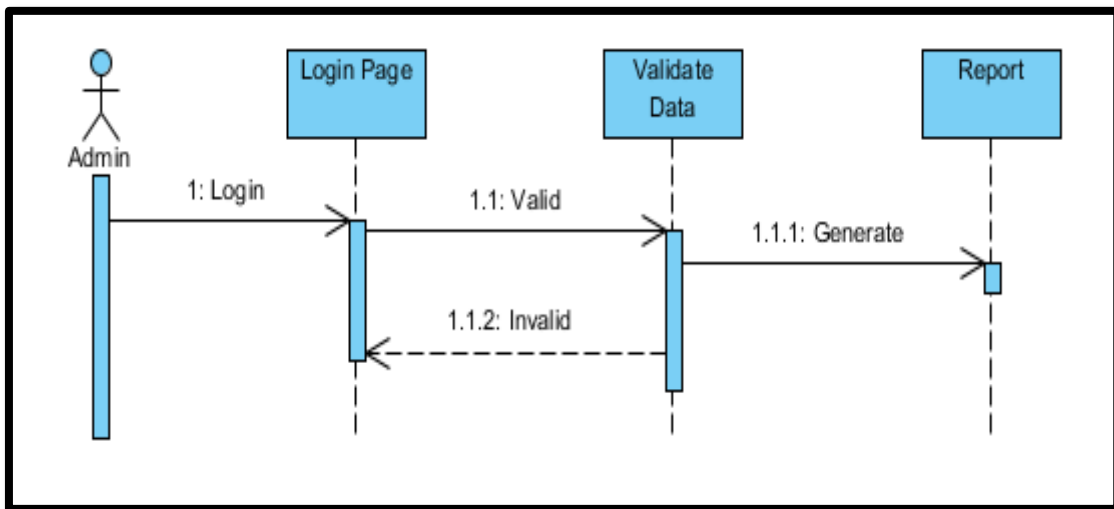 Login Page
Validate
Data
Report
Admin
1: Login
1.1: Valid
1.1.1: Generate
1.1.2: Invalid